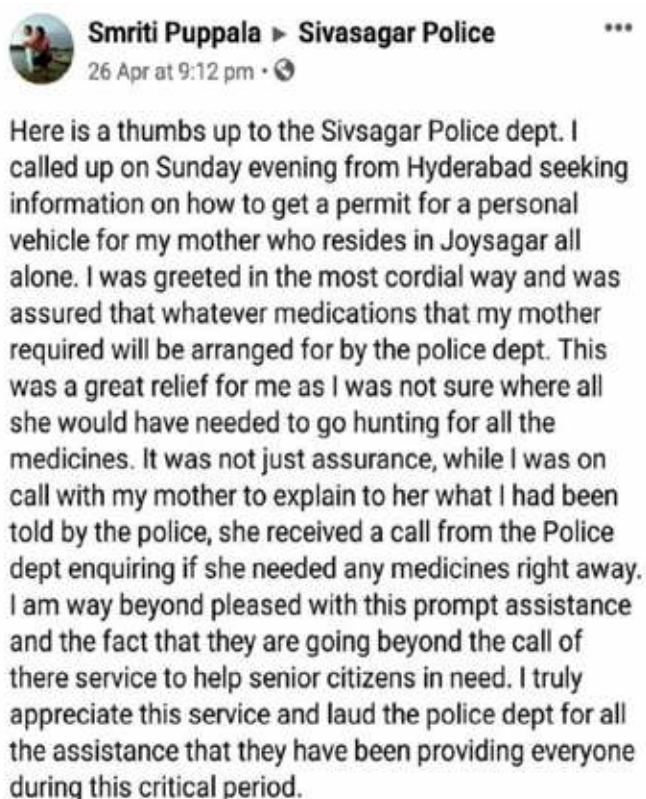 Smriti Puppala ▸ Sivasagar Police
26 Apr at 9:12 pm ·
Here is a thumbs up to the Sivsagar Police dept. I
called up on Sunday evening from Hyderabad seeking
information on how to get a permit for a personal
vehicle for my mother who resides in Joysagar all
alone. I was greeted in the most cordial way and was
assured that whatever medications that my mother
required will be arranged for by the police dept. This
was a great relief for me as I was not sure where all
she would have needed to go hunting for all the
medicines. It was not just assurance, while I was on
call with my mother to explain to her what I had been
told by the police, she received a call from the Police
dept enquiring if she needed any medicines right away.
I am way beyond pleased with this prompt assistance
and the fact that they are going beyond the call of
there service to help senior citizens in need. I truly
appreciate this service and laud the police dept for all
the assistance that they have been providing everyone
during this critical period.